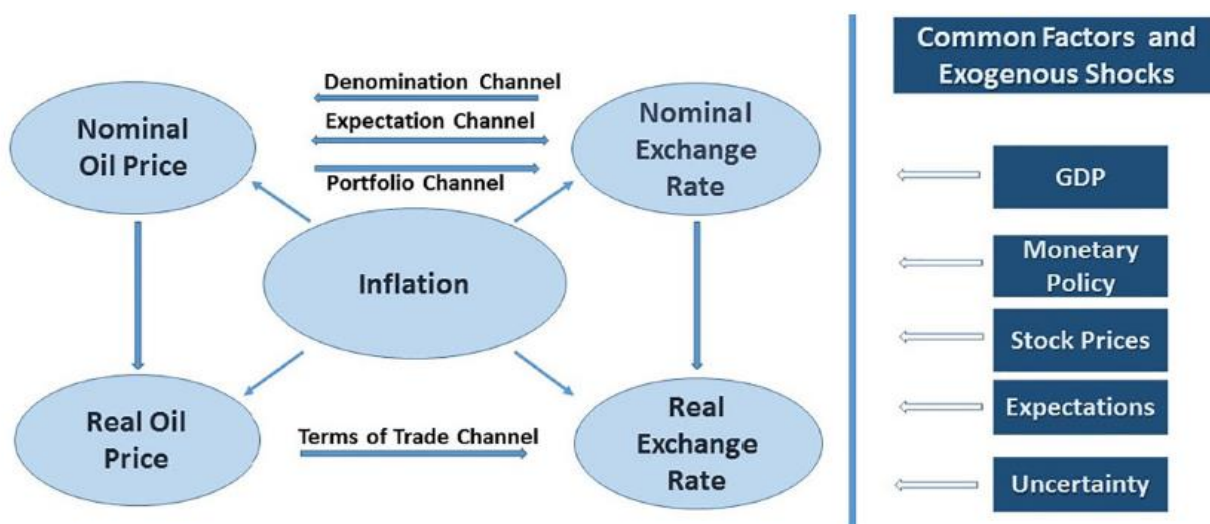 Denomination Channel
Nominal
Oil Price
Expectation Channel
Portfolio Channel
Nominal
Exchange
Rate
Inflation
Real Oil
Price
Terms of Trade Channel
Real
Exchange
Rate
Common Factors and
Exogenous Shocks
GDP
Monetary
Policy
Stock Prices
Expectations
Uncertainty